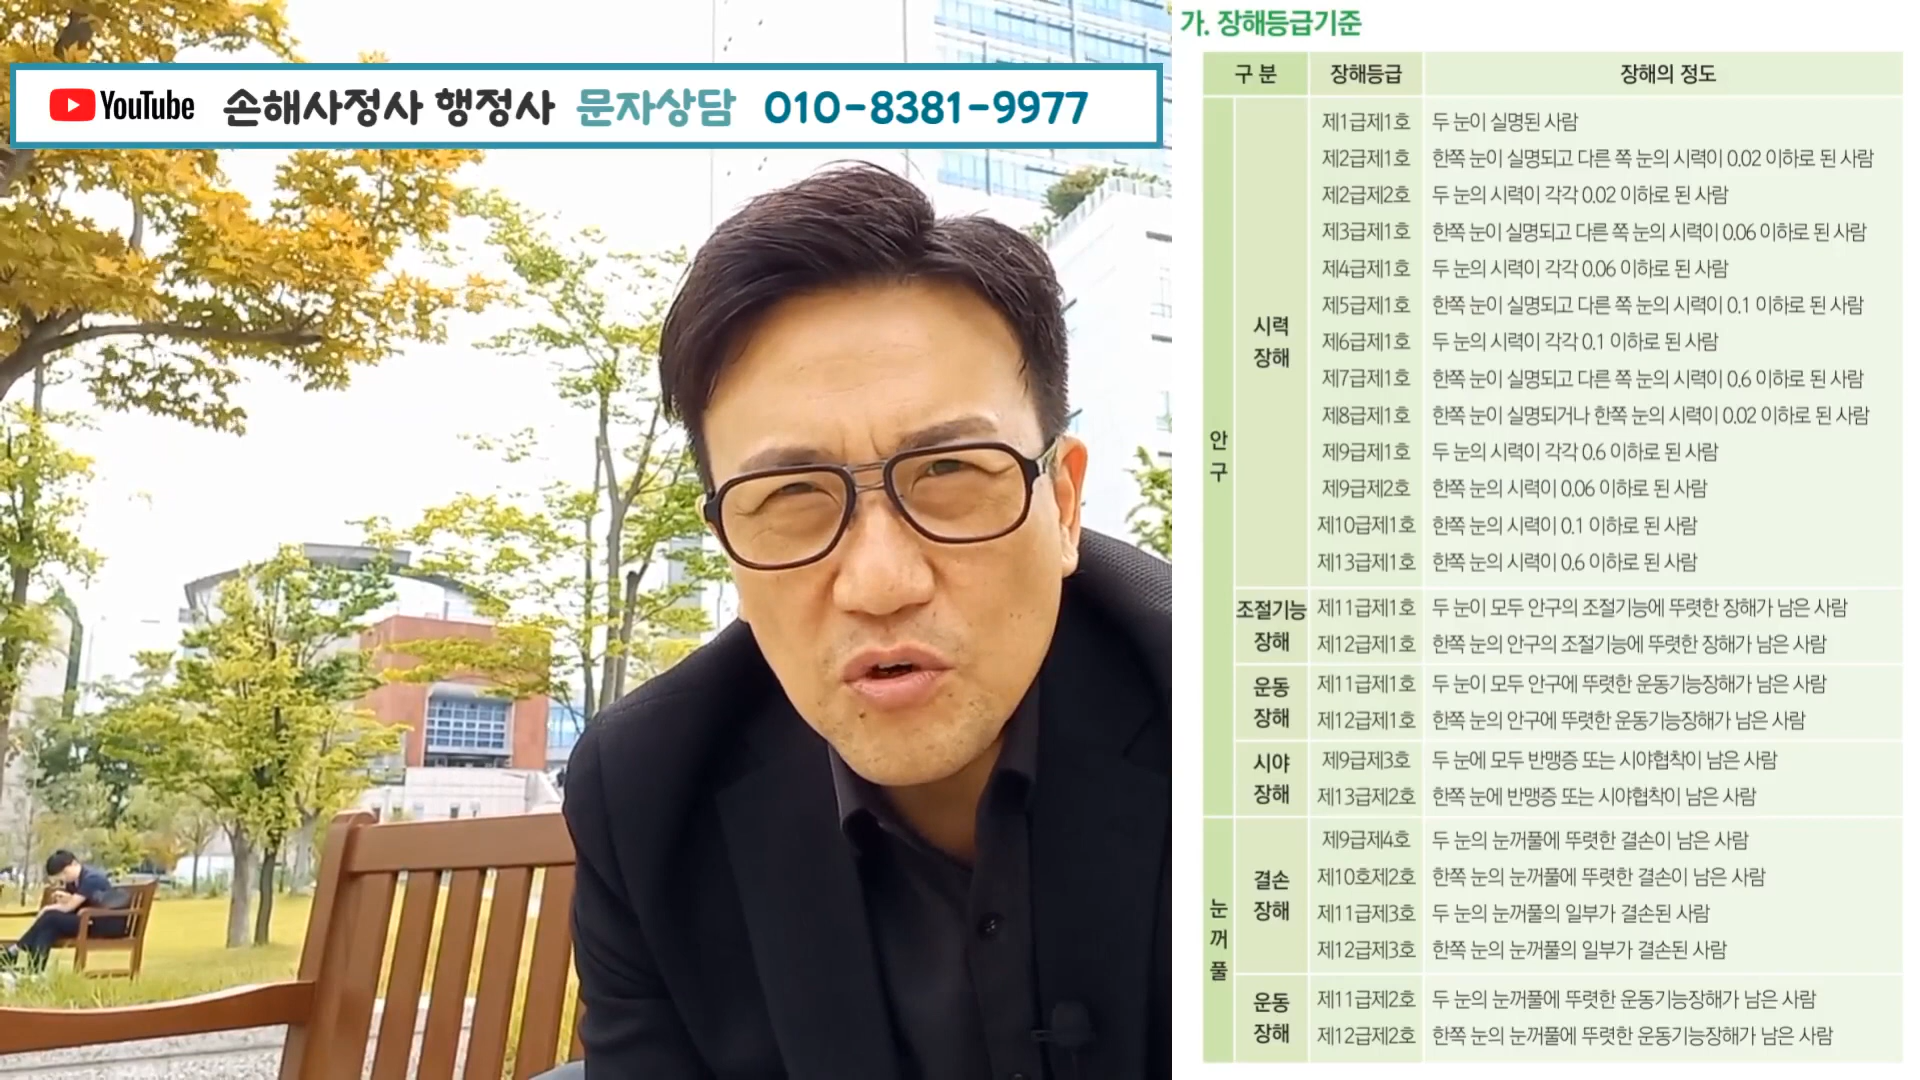 YouTube 손해사정사 행정사 문자상담 010-8381-9977
가. 장해등급기준
구 분 장해등급 장해의 정도
안구
시력장해
제1급제1호 두 눈이 실명된 사람
제2급제1호 한쪽 눈이 실명되고 다른 쪽 눈의 시력이 0.02 이하로 된 사람
제2급제2호 두 눈의 시력이 각각 0.02 이하로 된 사람
제3급제1호 한쪽 눈이 실명되고 다른 쪽 눈의 시력이 0.06 이하로 된 사람
제4급제1호 두 눈의 시력이 각각 0.06 이하로 된 사람
제5급제1호 한쪽 눈이 실명되고 다른 쪽 눈의 시력이 0.1 이하로 된 사람
제6급제1호 두 눈의 시력이 각각 0.1 이하로 된 사람
제7급제1호 한쪽 눈이 실명되고 다른 쪽 눈의 시력이 0.6 이하로 된 사람
제8급제1호 한쪽 눈이 실명되거나 한쪽 눈의 시력이 0.02 이하로 된 사람
제9급제1호 두 눈의 시력이 각각 0.6 이하로 된 사람
제9급제2호 한쪽 눈의 시력이 0.06 이하로 된 사람
제10급제1호 한쪽 눈의 시력이 0.1 이하로 된 사람
제13급제1호 한쪽 눈의 시력이 0.6 이하로 된 사람
조절기능
장해
제11급제1호 두 눈이 모두 안구의 조절기능에 뚜렷한 장해가 남은 사람
제12급제1호 한쪽 눈의 안구의 조절기능에 뚜렷한 장해가 남은 사람
운동
장해
제11급제1호 두 눈이 모두 안구에 뚜렷한 운동기능장해가 남은 사람
제12급제1호 한쪽 눈의 안구에 뚜렷한 운동기능장해가 남은 사람
시야
장해
제9급제3호 두 눈에 모두 반맹증 또는 시야협착이 남은 사람
제13급제2호 한쪽 눈에 반맹증 또는 시야협착이 남은 사람
눈꺼풀
결손
장해
제9급제4호 두 눈의 눈꺼풀에 뚜렷한 결손이 남은 사람
제10호제2호 한쪽 눈의 눈꺼풀에 뚜렷한 결손이 남은 사람
제11급제3호 두 눈의 눈꺼풀의 일부가 결손된 사람
제12급제3호 한쪽 눈의 눈꺼풀의 일부가 결손된 사람
운동
장해
제11급제2호 두 눈의 눈꺼풀에 뚜렷한 운동기능장해가 남은 사람
제12급제2호 한쪽 눈의 눈꺼풀에 뚜렷한 운동기능장해가 남은 사람